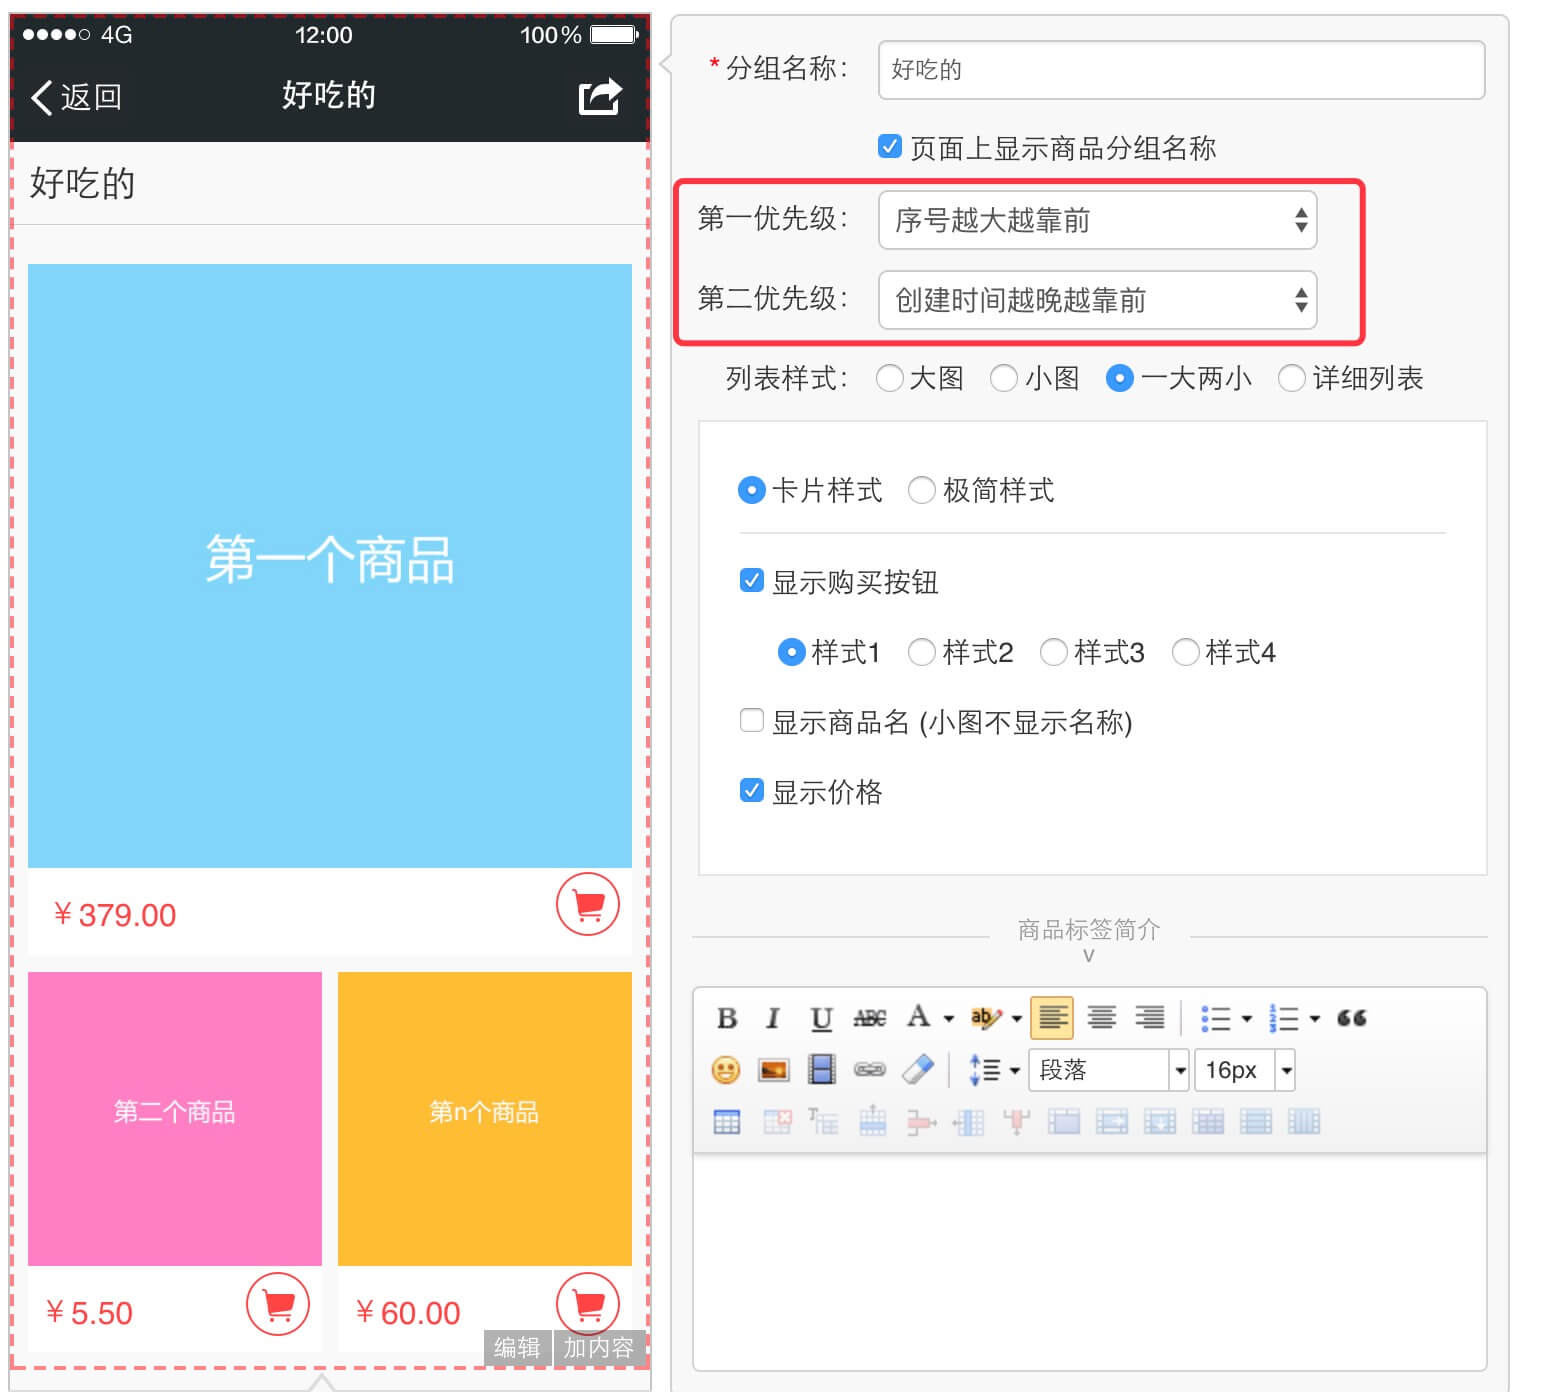 4G 12:00 100%
返回 好吃的
好吃的
第一个商品
￥379.00
第二个商品
第n个商品
￥5.50
￥60.00
编辑 加内容
*分组名称： 好吃的
页面上显示商品分组名称
第一优先级： 序号越大越靠前
第二优先级： 创建时间越晚越靠前
列表样式： 大图 小图 一大两小 详细列表
卡片样式 极简样式
显示购买按钮
样式1 样式2 样式3 样式4
显示商品名 (小图不显示名称)
显示价格
商品标签简介
B I U ABC A ab
段落 16px